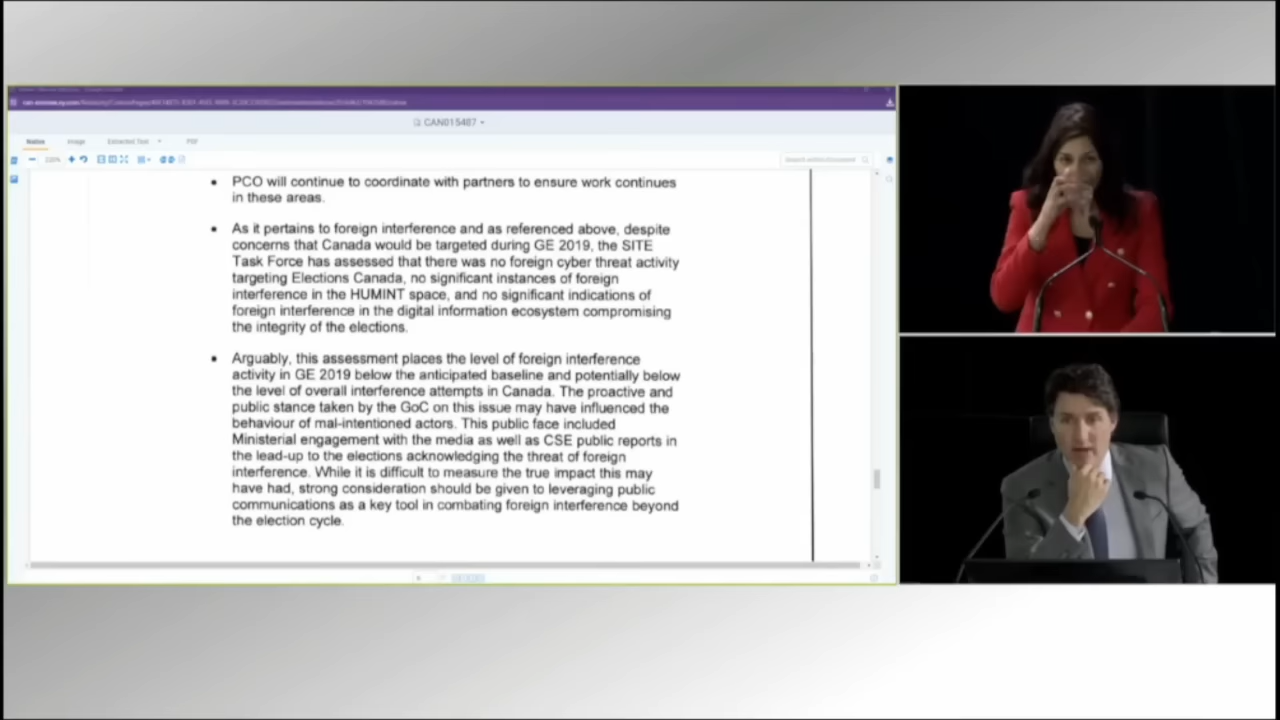 CAN015487
Native Image Extracted Text PDF
Search within document
• PCO will continue to coordinate with partners to ensure work continues
in these areas.
• As it pertains to foreign interference and as referenced above, despite
concerns that Canada would be targeted during GE 2019, the SITE
Task Force has assessed that there was no foreign cyber threat activity
targeting Elections Canada, no significant instances of foreign
interference in the HUMINT space, and no significant indications of
foreign interference in the digital information ecosystem compromising
the integrity of the elections.
• Arguably, this assessment places the level of foreign interference
activity in GE 2019 below the anticipated baseline and potentially below
the level of overall interference attempts in Canada. The proactive and
public stance taken by the GoC on this issue may have influenced the
behaviour of mal-intentioned actors. This public face included
Ministerial engagement with the media as well as CSE public reports in
the lead-up to the elections acknowledging the threat of foreign
interference. While it is difficult to measure the true impact this may
have had, strong consideration should be given to leveraging public
communications as a key tool in combating foreign interference beyond
the election cycle.